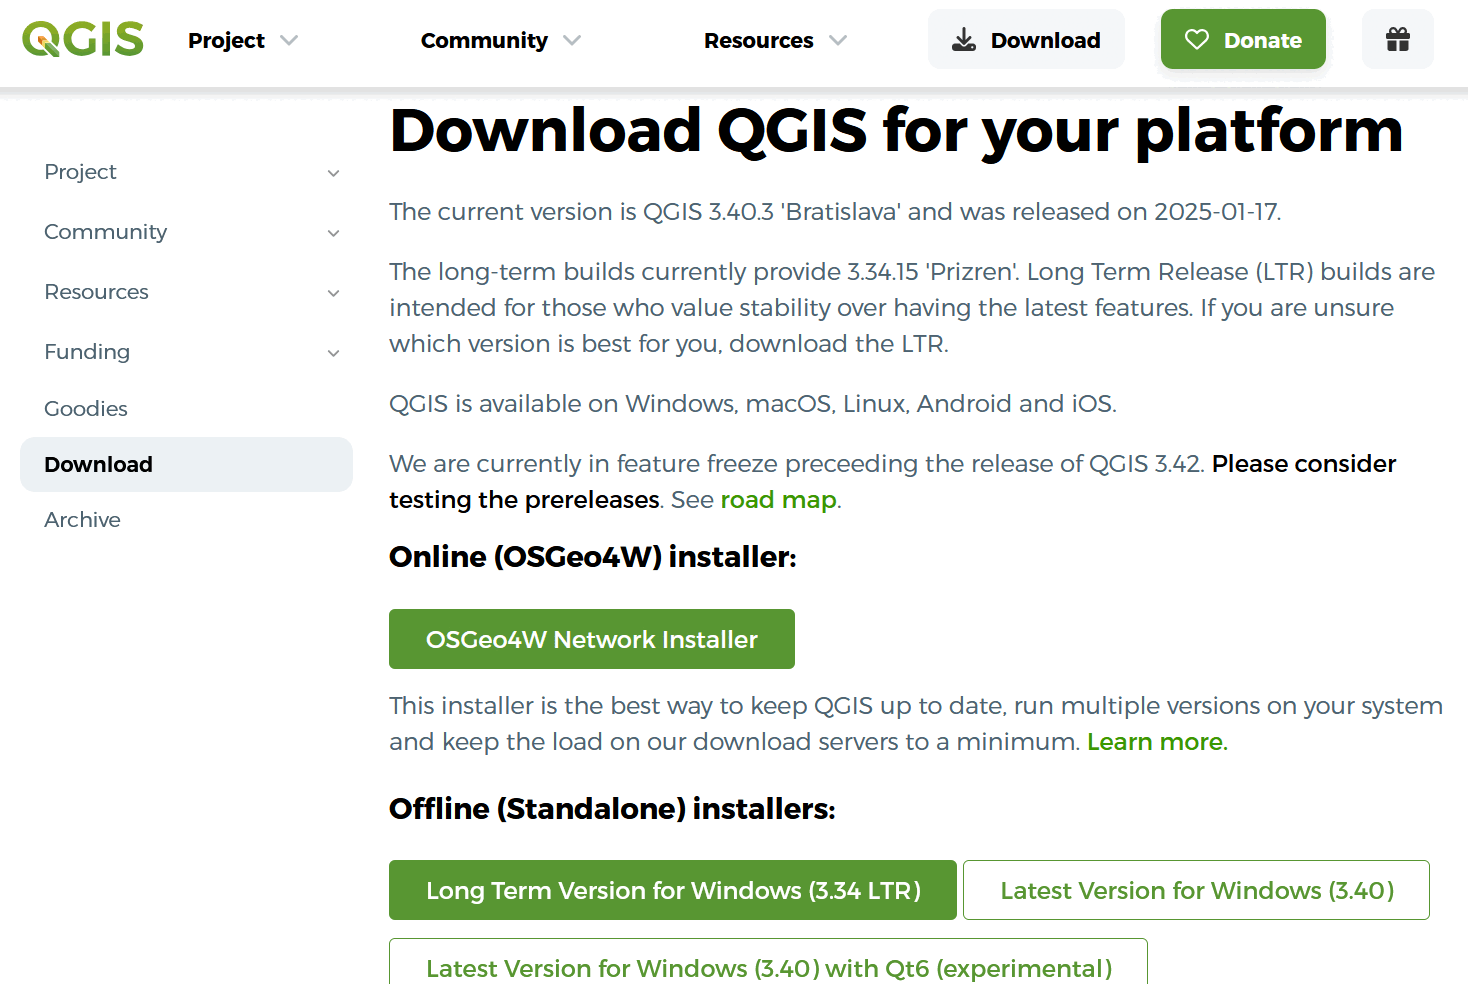 QGIS
Project
Community
Resources
Download
Donate
Download QGIS for your platform
Project
Community
Resources
Funding
Goodies
Download
Archive
The current version is QGIS 3.40.3 'Bratislava' and was released on 2025-01-17.
The long-term builds currently provide 3.34.15 'Prizren'. Long Term Release (LTR) builds are
intended for those who value stability over having the latest features. If you are unsure
which version is best for you, download the LTR.
QGIS is available on Windows, macOS, Linux, Android and iOS.
We are currently in feature freeze preceeding the release of QGIS 3.42. Please consider
testing the prereleases. See road map.
Online (OSGeo4W) installer:
OSGeo4W Network Installer
This installer is the best way to keep QGIS up to date, run multiple versions on your system
and keep the load on our download servers to a minimum. Learn more.
Offline (Standalone) installers:
Long Term Version for Windows (3.34 LTR)
Latest Version for Windows (3.40)
Latest Version for Windows (3.40) with Qt6 (experimental)